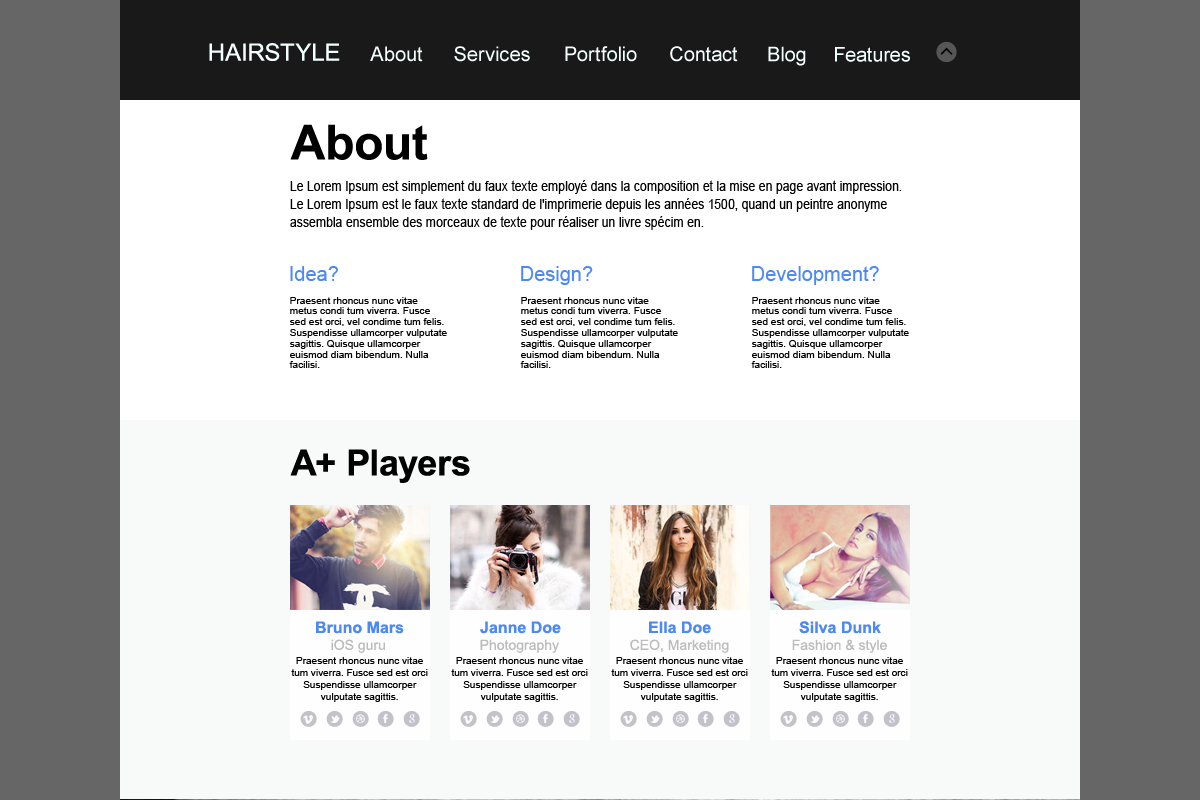 HAIRSTYLE About Services Portfolio Contact Blog Features
About
Le Lorem Ipsum est simplement du faux texte employé dans la composition et la mise en page avant impression.
Le Lorem Ipsum est le faux texte standard de l'imprimerie depuis les années 1500, quand un peintre anonyme
assembla ensemble des morceaux de texte pour réaliser un livre spécim en.
Idea?
Praesent rhoncus nunc vitae
metus condi tum viverra. Fusce
sed est orci, vel condime tum felis.
Suspendisse ullamcorper vulputate
sagittis. Quisque ullamcorper
euismod diam bibendum. Nulla
facilisi.
Design?
Praesent rhoncus nunc vitae
metus condi tum viverra. Fusce
sed est orci, vel condime tum felis.
Suspendisse ullamcorper vulputate
sagittis. Quisque ullamcorper
euismod diam bibendum. Nulla
facilisi.
Development?
Praesent rhoncus nunc vitae
metus condi tum viverra. Fusce
sed est orci, vel condime tum felis.
Suspendisse ullamcorper vulputate
sagittis. Quisque ullamcorper
euismod diam bibendum. Nulla
facilisi.
A+ Players
Bruno Mars
iOS guru
Praesent rhoncus nunc vitae
tum viverra. Fusce sed est orci
Suspendisse ullamcorper
vulputate sagittis.
Janne Doe
Photography
Praesent rhoncus nunc vitae
tum viverra. Fusce sed est orci
Suspendisse ullamcorper
vulputate sagittis.
Ella Doe
CEO, Marketing
Praesent rhoncus nunc vitae
tum viverra. Fusce sed est orci
Suspendisse ullamcorper
vulputate sagittis.
Silva Dunk
Fashion & style
Praesent rhoncus nunc vitae
tum viverra. Fusce sed est orci
Suspendisse ullamcorper
vulputate sagittis.